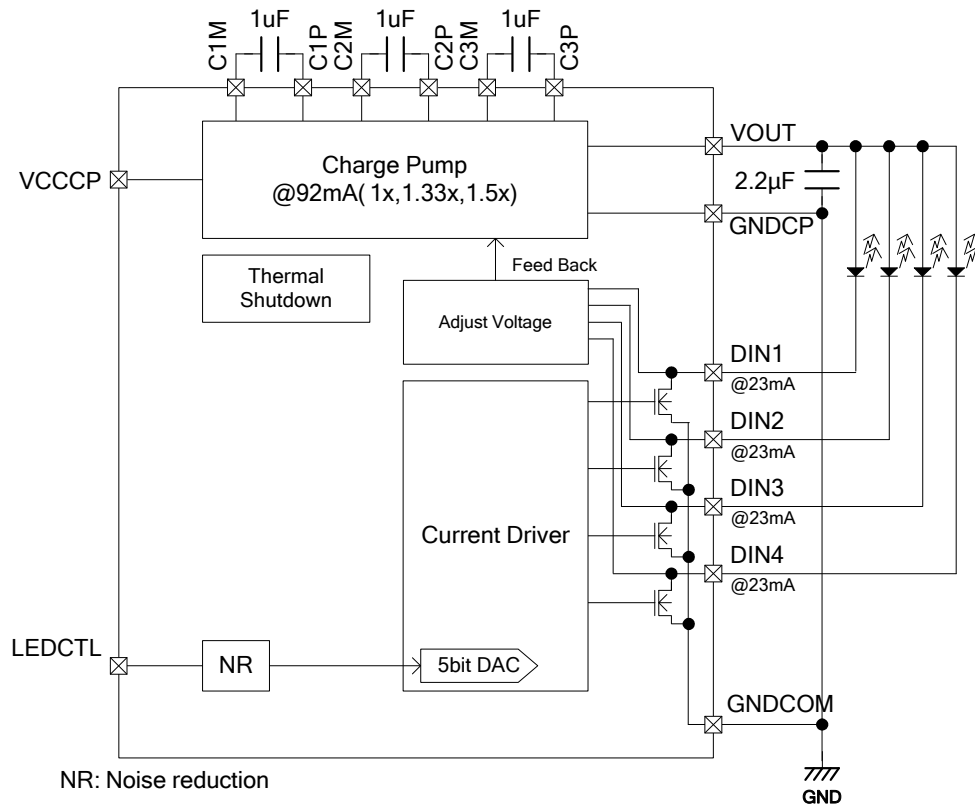 C1M
1uF
C1P
C2M
1uF
C2P
C3M
1uF
C3P
VOUT
Charge Pump
@92mA( 1x,1.33x,1.5x)
VCCCP
2.2µF
GNDCP
Thermal
Shutdown
Feed Back
Adjust Voltage
DIN1
@23mA
DIN2
@23mA
DIN3
@23mA
Current Driver
DIN4
@23mA
LEDCTL
NR
5bit DAC
GNDCOM
NR: Noise reduction
GND